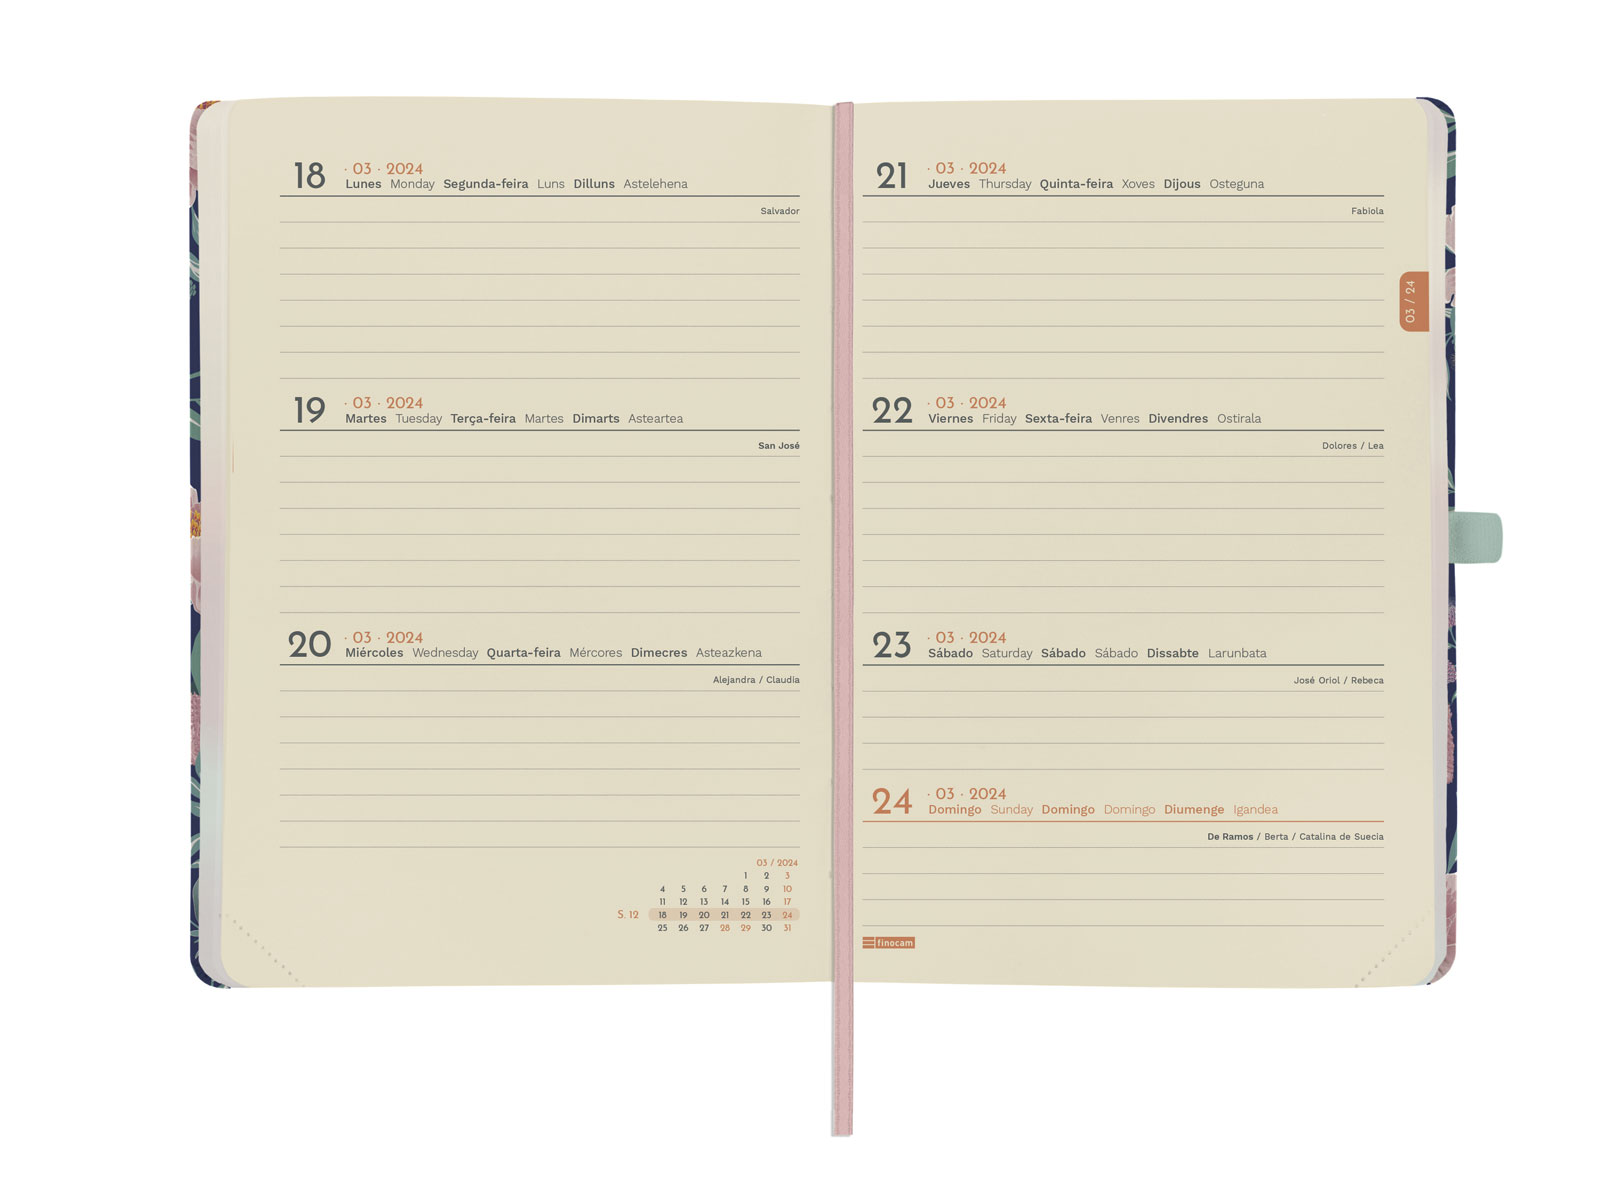 18 · 03 · 2024
Lunes Monday Segunda-feira Luns Dilluns Astelehena
Salvador
19 · 03 · 2024
Martes Tuesday Terça-feira Martes Dimarts Asteartea
San José
20 · 03 · 2024
Miércoles Wednesday Quarta-feira Mércores Dimecres Asteazkena
Alejandra / Claudia
03 / 2024
1 2 3
4 5 6 7 8 9 10
11 12 13 14 15 16 17
S. 12 18 19 20 21 22 23 24
25 26 27 28 29 30 31
21 · 03 · 2024
Jueves Thursday Quinta-feira Xoves Dijous Osteguna
Fabiola
03 / 24
22 · 03 · 2024
Viernes Friday Sexta-feira Venres Divendres Ostirala
Dolores / Lea
23 · 03 · 2024
Sábado Saturday Sábado Sábado Dissabte Larunbata
José Oriol / Rebeca
24 · 03 · 2024
Domingo Sunday Domingo Domingo Diumenge Igandea
De Ramos / Berta / Catalina de Suecia
finocam